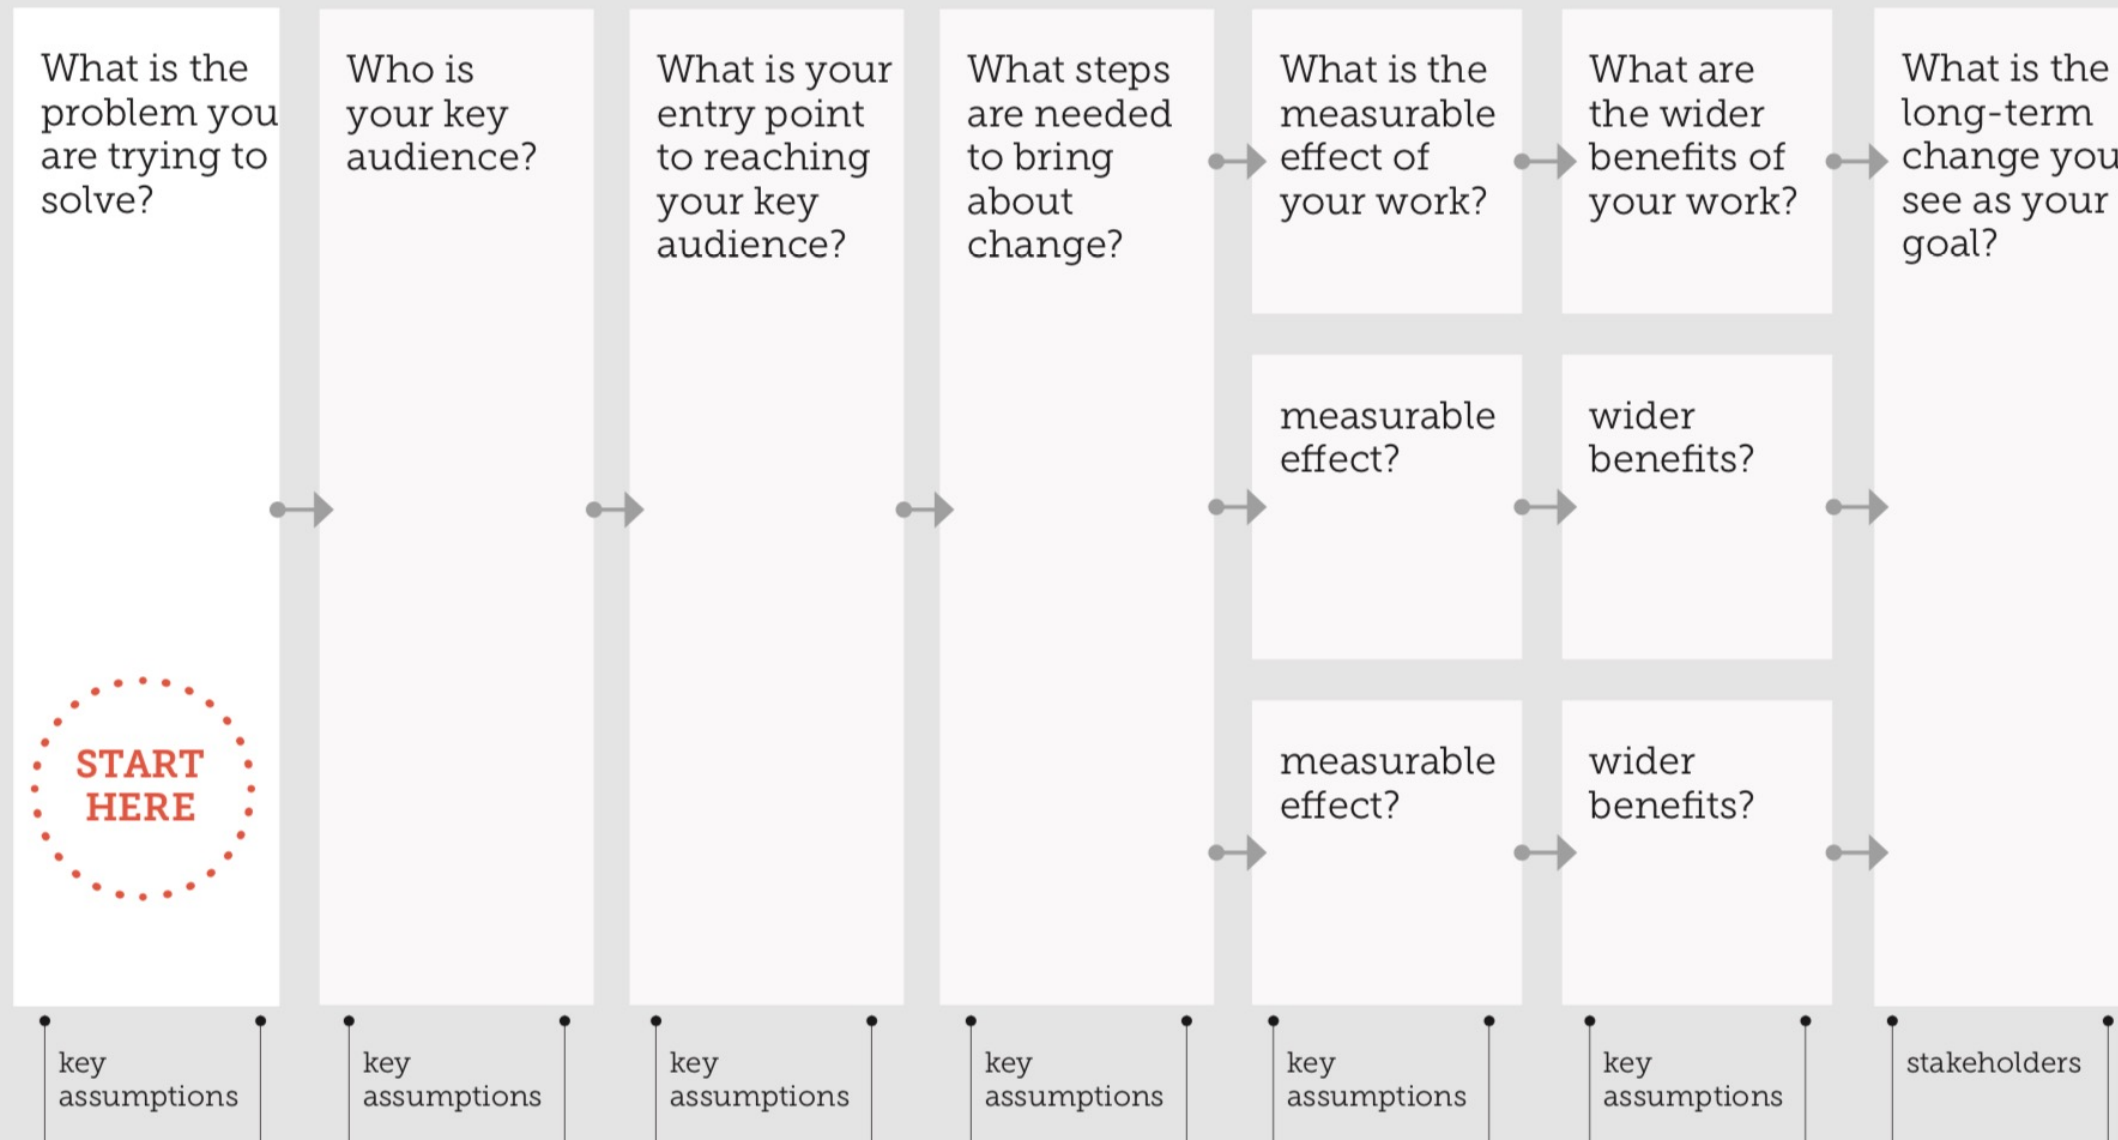 What is the
problem you
are trying to
solve?
START
HERE
Who is
your key
audience?
What is your
entry point
to reaching
your key
audience?
What steps
are needed
to bring
about
change?
What is the
measurable
effect of
your work?
measurable
effect?
measurable
effect?
What are
the wider
benefits of
your work?
wider
benefits?
wider
benefits?
What is the
long-term
change you
see as your
goal?
key
assumptions
key
assumptions
key
assumptions
key
assumptions
key
assumptions
key
assumptions
stakeholders